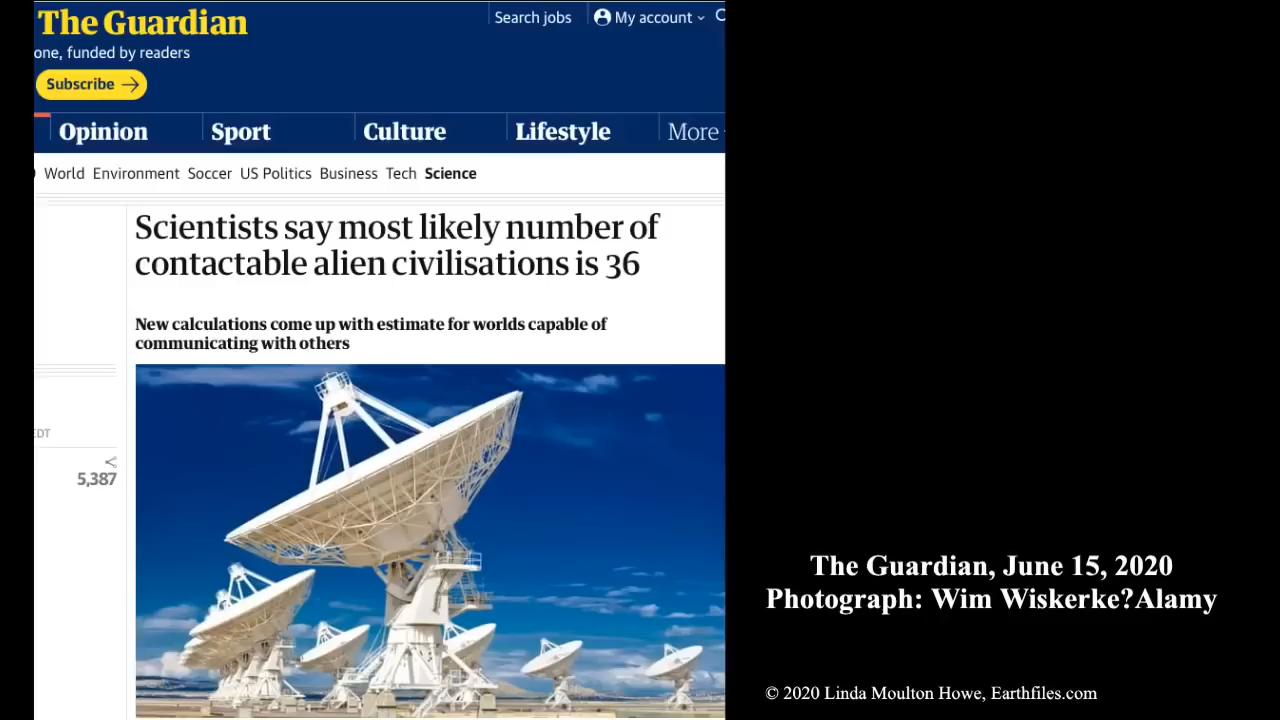 The Guardian
Search jobs
My account
one, funded by readers
Subscribe
Opinion
Sport
Culture
Lifestyle
More
World Environment Soccer US Politics Business Tech Science
Scientists say most likely number of
contactable alien civilisations is 36
New calculations come up with estimate for worlds capable of
communicating with others
EDT
5,387
The Guardian, June 15, 2020
Photograph: Wim Wiskerke?Alamy
© 2020 Linda Moulton Howe, Earthfiles.com